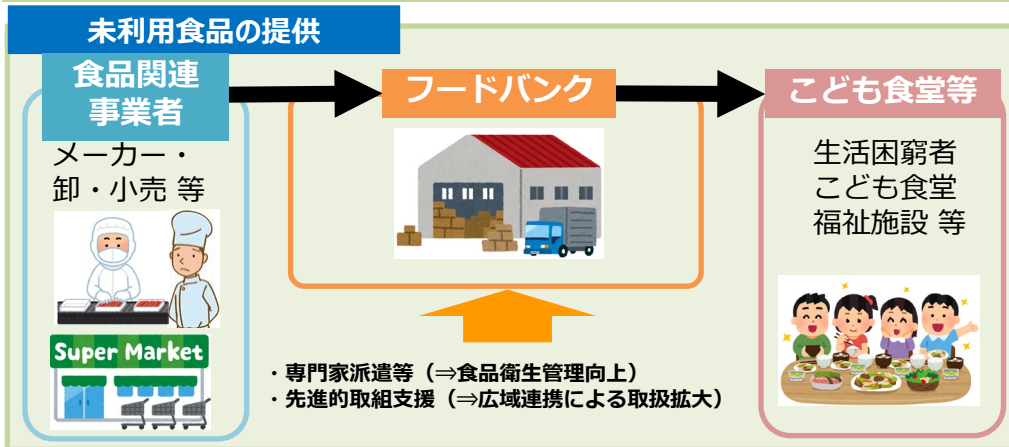 未利用食品の提供
食品関連
事業者
メーカー・
卸・小売 等
Super Market
フードバンク
・専門家派遣等（⇒食品衛生管理向上）
・先進的取組支援（⇒広域連携による取扱拡大）
こども食堂等
生活困窮者
こども食堂
福祉施設 等